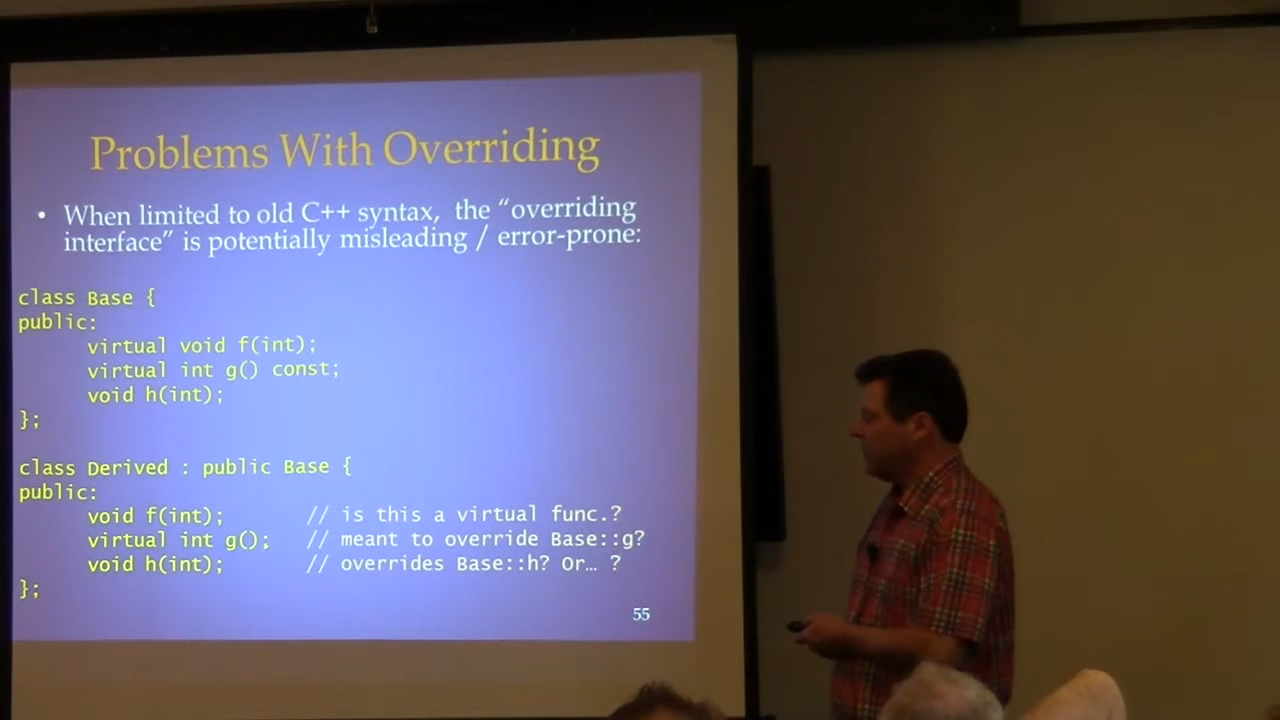 Problems With Overriding
• When limited to old C++ syntax, the “overriding
interface” is potentially misleading / error-prone:
class Base {
public:
virtual void f(int);
virtual int g() const;
void h(int);
};
class Derived : public Base {
public:
void f(int); // is this a virtual func.?
virtual int g(); // meant to override Base::g?
void h(int); // overrides Base::h? Or… ?
};
55